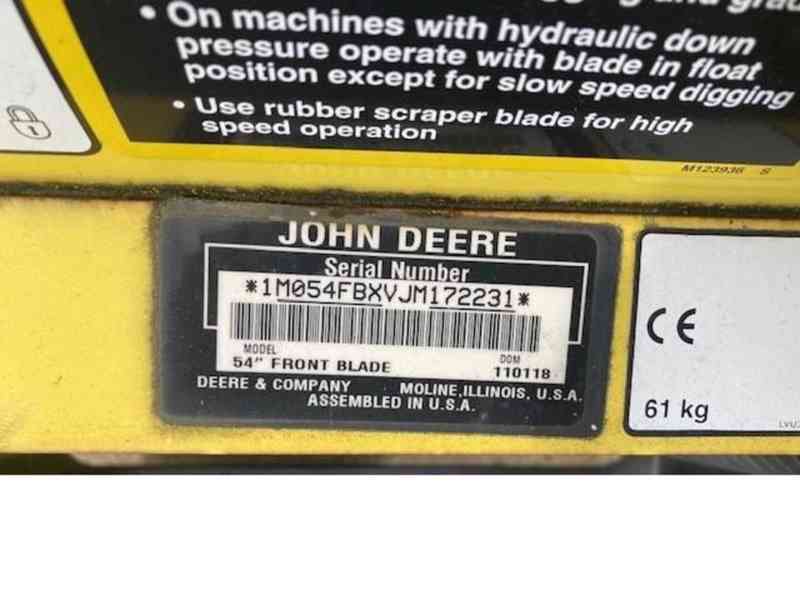 • On machines with hydraulic down
pressure operate with blade in float
position except for slow speed digging
• Use rubber scraper blade for high
speed operation
M123936 S
JOHN DEERE
Serial Number
*1M054FBXVJM172231*
MODEL
DOM
54" FRONT BLADE
110118
DEERE & COMPANY MOLINE, ILLINOIS, U.S.A.
ASSEMBLED IN U.S.A.
CE
61 kg